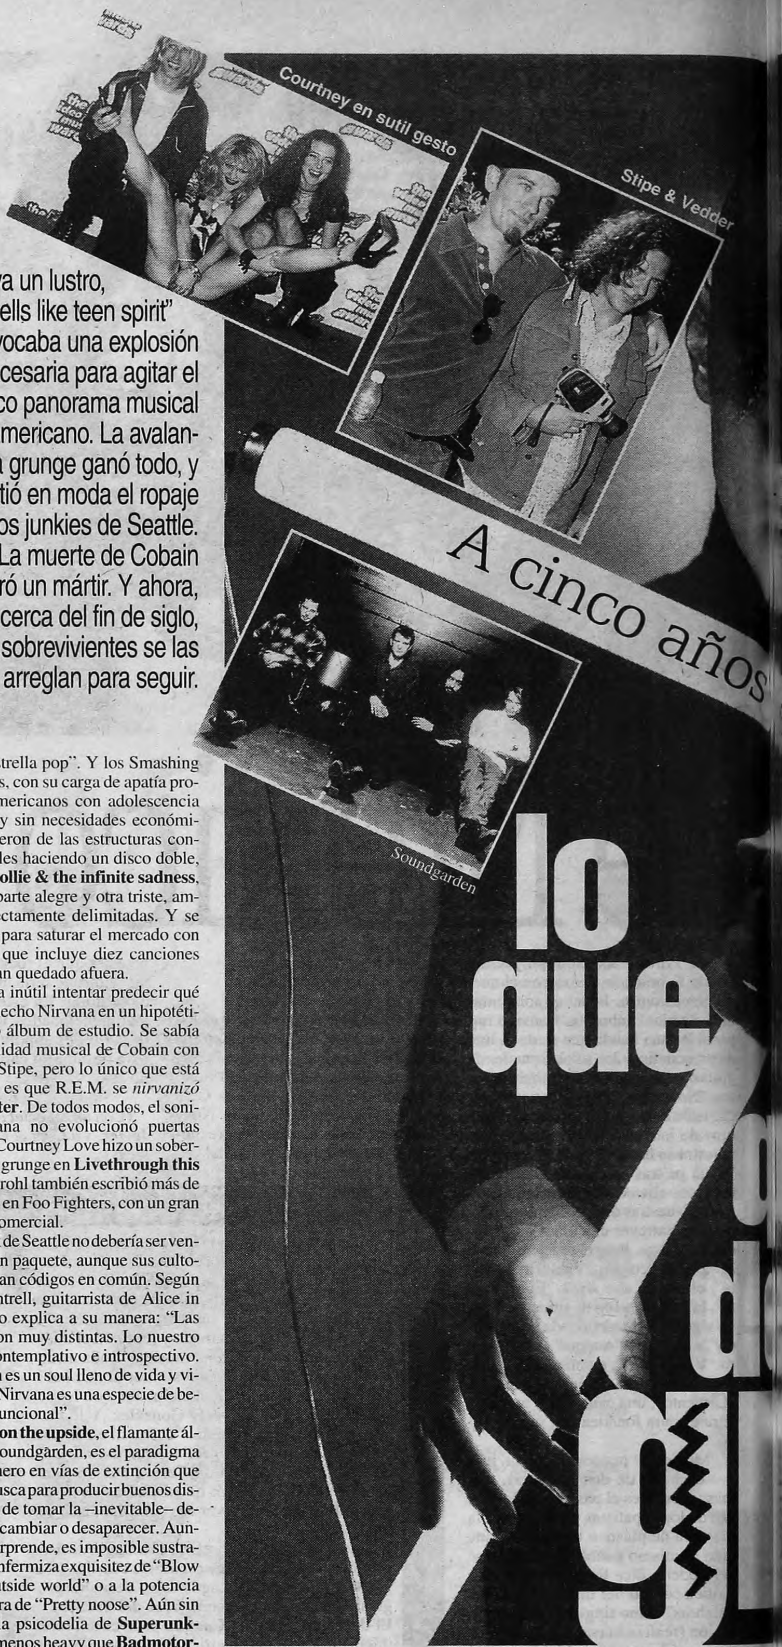 Courtney en sutil gesto
Stipe & Vedder
ya un lustro,
ells like teen spirit"
vocaba una explosión
cesaria para agitar el
co panorama musical
americano. La avalan-
a grunge ganó todo, y
tió en moda el ropaje
os junkies de Seattle.
La muerte de Cobain
ró un mártir. Y ahora,
cerca del fin de siglo,
sobrevivientes se las
arreglan para seguir.
A cinco años
Soundgarden
lo
que
q
de
g
trella pop". Y los Smashing
s, con su carga de apatía pro-
mericanos con adolescencia
y sin necesidades económi-
eron de las estructuras con-
les haciendo un disco doble,
ollie & the infinite sadness,
parte alegre y otra triste, am-
ectamente delimitadas. Y se
para saturar el mercado con
que incluye diez canciones
an quedado afuera.
a inútil intentar predecir qué
echo Nirvana en un hipotéti-
o álbum de estudio. Se sabía
lidad musical de Cobain con
Stipe, pero lo único que está
es que R.E.M. se nirvanizó
ter. De todos modos, el soni-
ana no evolucionó puertas
Courtney Love hizo un sober-
grunge en Livethrough this
rohl también escribió más de
en Foo Fighters, con un gran
omercial.
de Seattle no debería ser ven-
n paquete, aunque sus culto-
an códigos en común. Según
ntrell, guitarrista de Alice in
o explica a su manera: "Las
on muy distintas. Lo nuestro
ontemplativo e introspectivo.
n es un soul lleno de vida y vi-
Nirvana es una especie de be-
uncional".
on the upside, el flamante ál-
oundgarden, es el paradigma
nero en vías de extinción que
usca para producir buenos dis-
de tomar la –inevitable– de-
cambiar o desaparecer. Aun-
rprende, es imposible sustra-
nfermiza exquisitez de "Blow
utside world" o a la potencia
ra de "Pretty noose". Aún sin
la psicodelia de Superunk-
menos heavy que Badmotor-